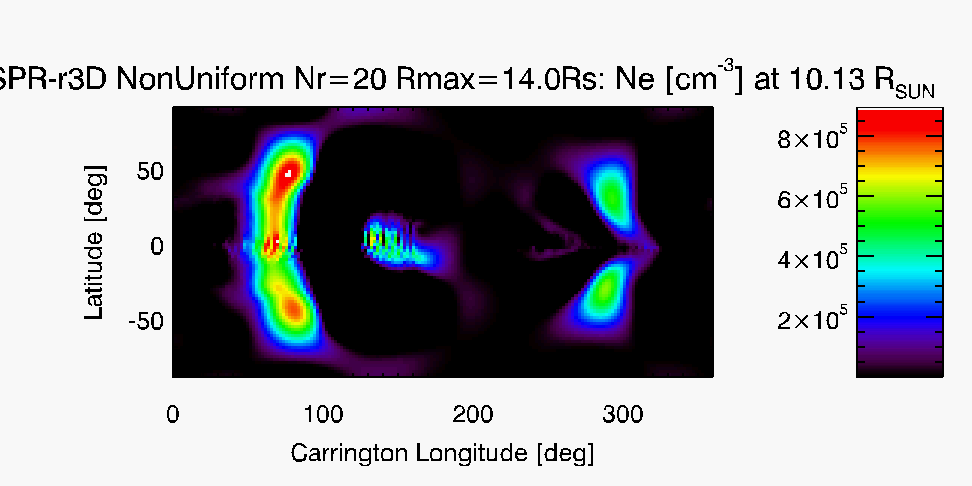 SPR-r3D NonUniform Nr=20 Rmax=14.0Rs: Ne [cm⁻³] at 10.13 R_SUN
50
0
-50
Latitude [deg]
0 100 200 300
Carrington Longitude [deg]
8×10⁵
6×10⁵
4×10⁵
2×10⁵